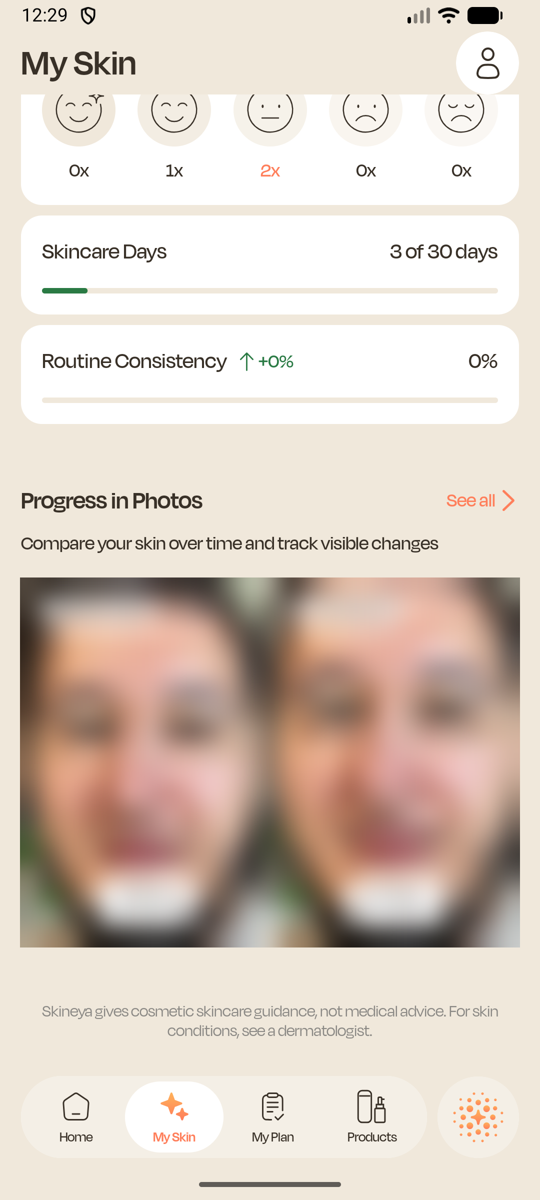 12:29
My Skin
0x 1x 2x 0x 0x
Skincare Days 3 of 30 days
Routine Consistency ↑ +0% 0%
Progress in Photos See all
Compare your skin over time and track visible changes
Skineya gives cosmetic skincare guidance, not medical advice. For skin
conditions, see a dermatologist.
Home My Skin My Plan Products